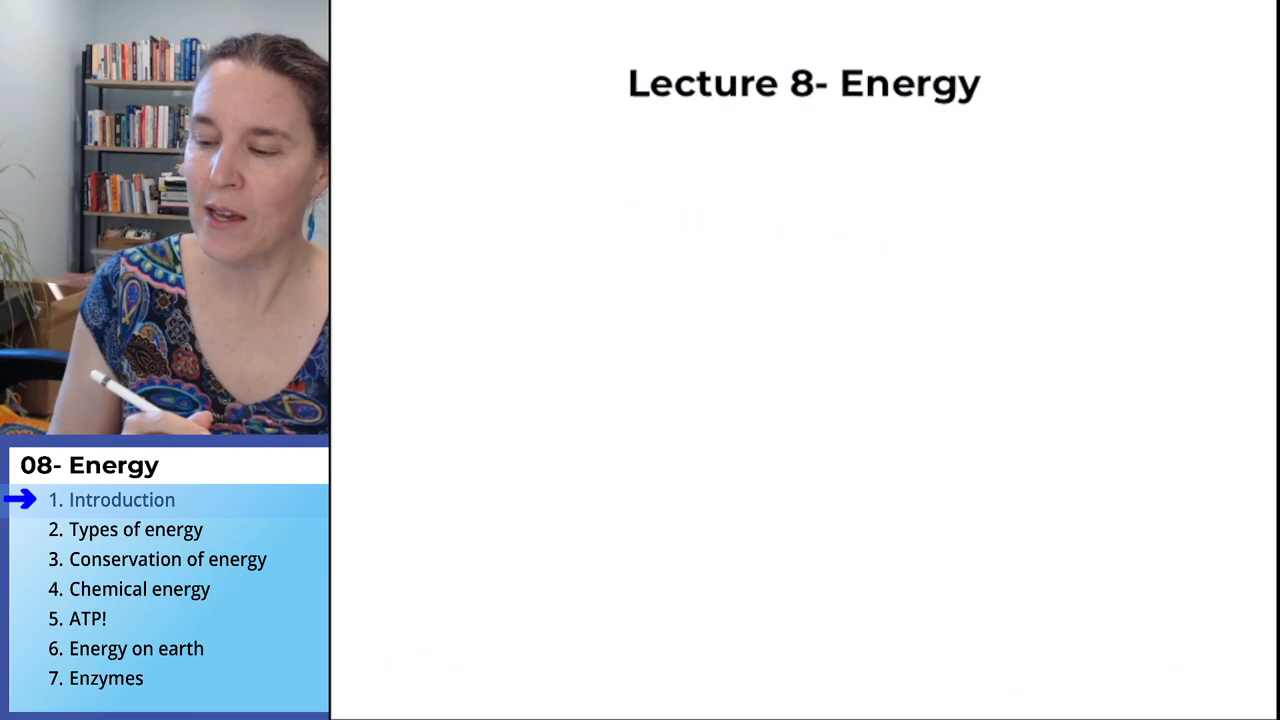 Lecture 8- Energy
08- Energy
1. Introduction
2. Types of energy
3. Conservation of energy
4. Chemical energy
5. ATP!
6. Energy on earth
7. Enzymes